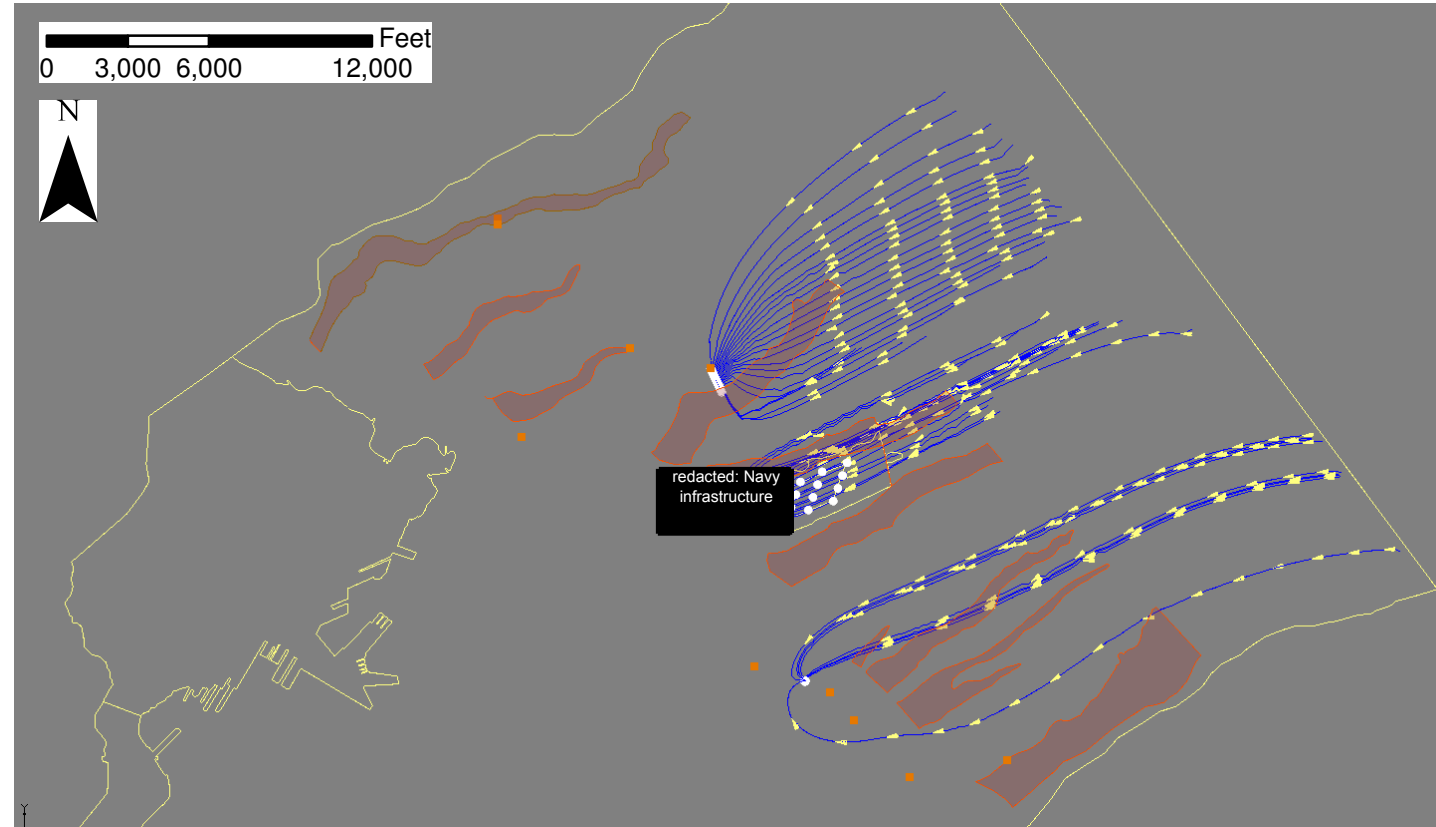 Feet
0 3,000 6,000 12,000
N
redacted: Navy
infrastructure
Y